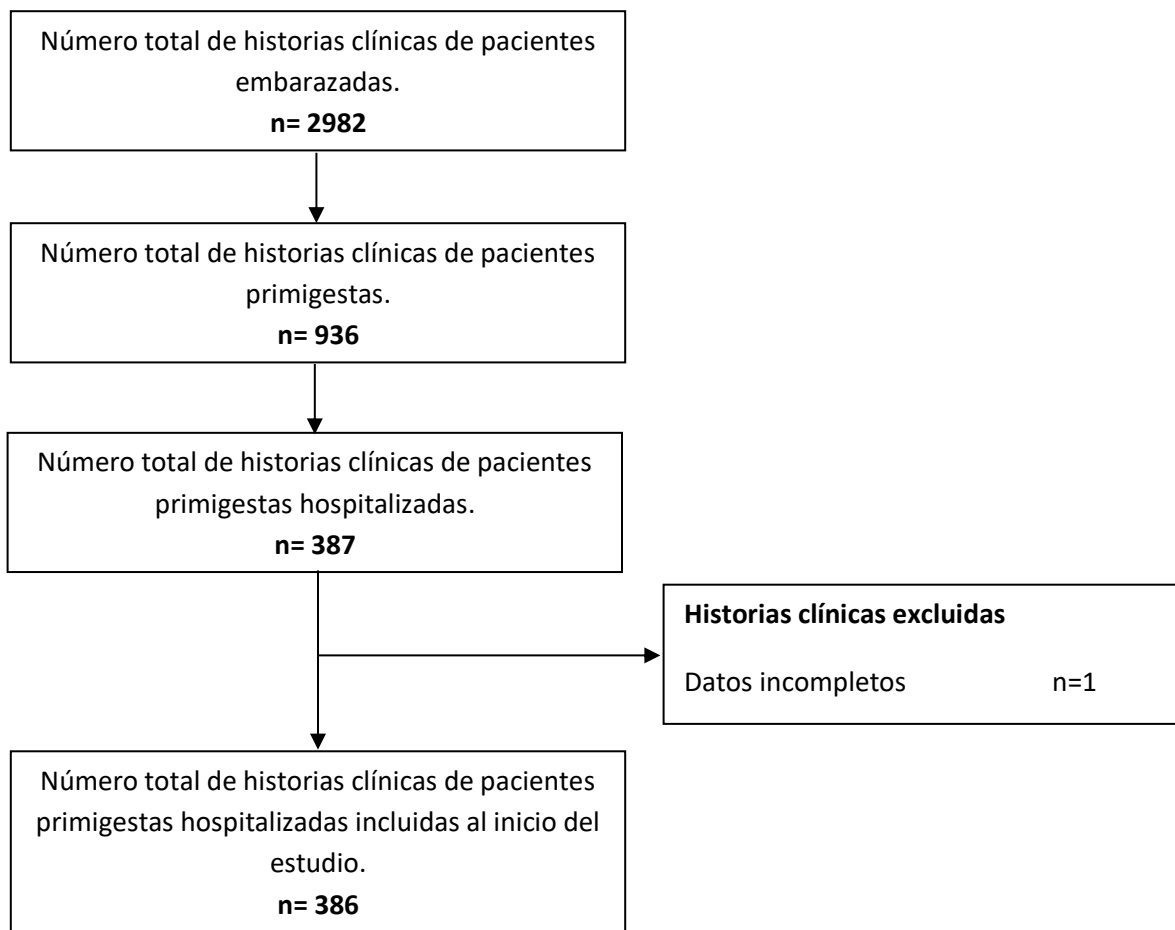 Número total de historias clínicas de pacientes
embarazadas.
n= 2982
Número total de historias clínicas de pacientes
primigestas.
n= 936
Número total de historias clínicas de pacientes
primigestas hospitalizadas.
n= 387
Historias clínicas excluidas
Datos incompletos n=1
Número total de historias clínicas de pacientes
primigestas hospitalizadas incluidas al inicio del
estudio.
n= 386